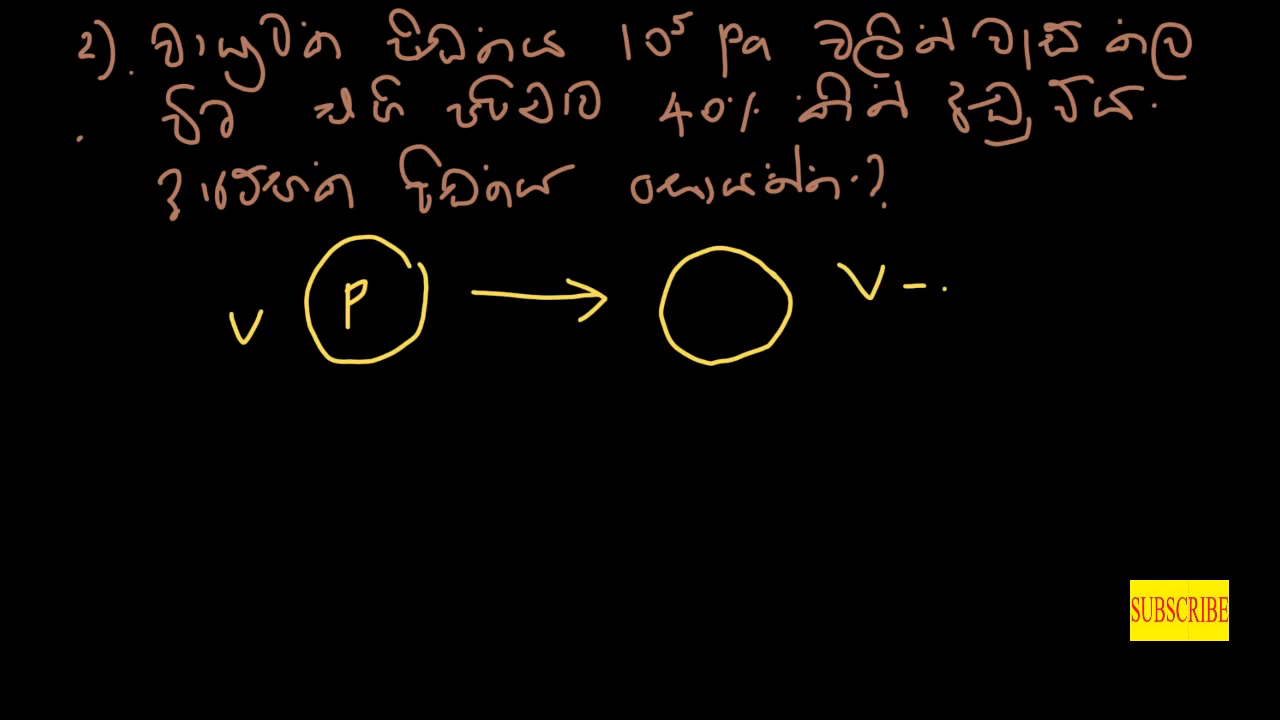 2). වායුවක පීඩනය 10⁵ pa වලින් වැඩි කල
විට එහි පරිමාව 40% කින් අඩු විය.
ආරම්භක පීඩනය සොයන්න.?
V P → V - .
SUBSCRIBE